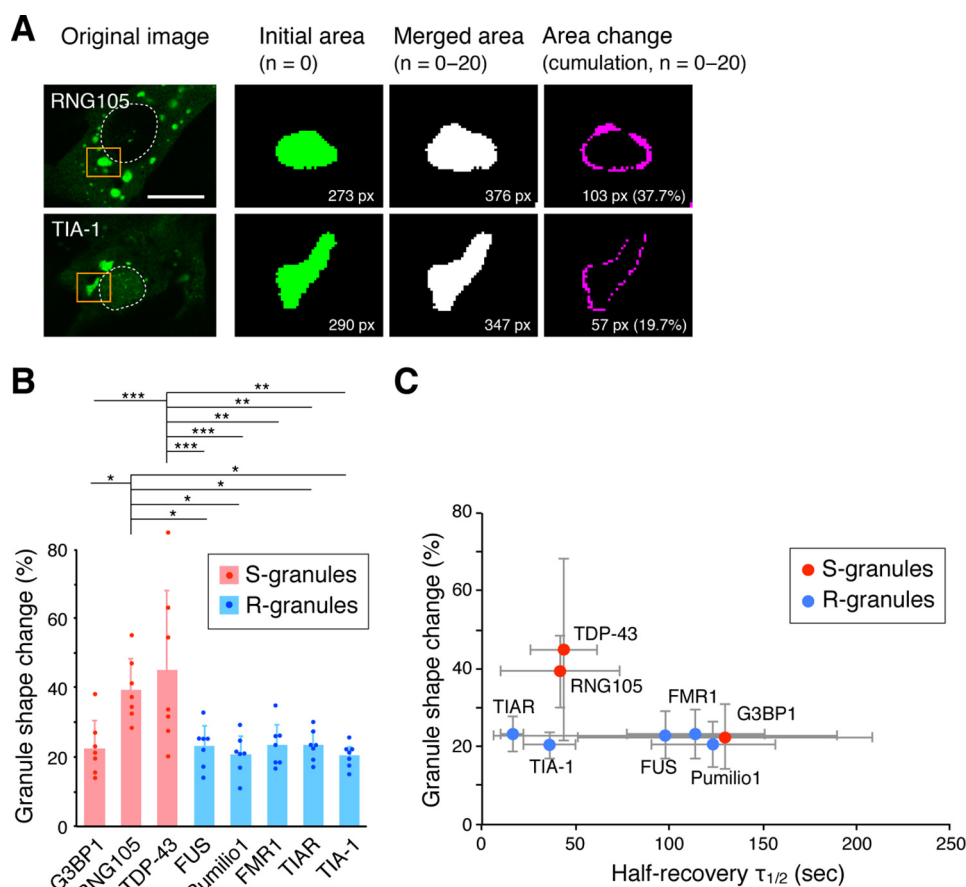 A
Original image
Initial area
(n = 0)
Merged area
(n = 0–20)
Area change
(cumulation, n = 0–20)
RNG105
273 px
376 px
103 px (37.7%)
TIA-1
290 px
347 px
57 px (19.7%)
B
***
**
**
**
***
***
*
*
*
*
*
Granule shape change (%)
80
60
40
20
0
S-granules
R-granules
G3BP1
RNG105
TDP-43
FUS
Pumilio1
FMR1
TIAR
TIA-1
C
Granule shape change (%)
80
60
40
20
0
S-granules
R-granules
TDP-43
RNG105
TIAR
FMR1
G3BP1
TIA-1
FUS
Pumilio1
0
50
100
150
200
250
Half-recovery τ1/2 (sec)